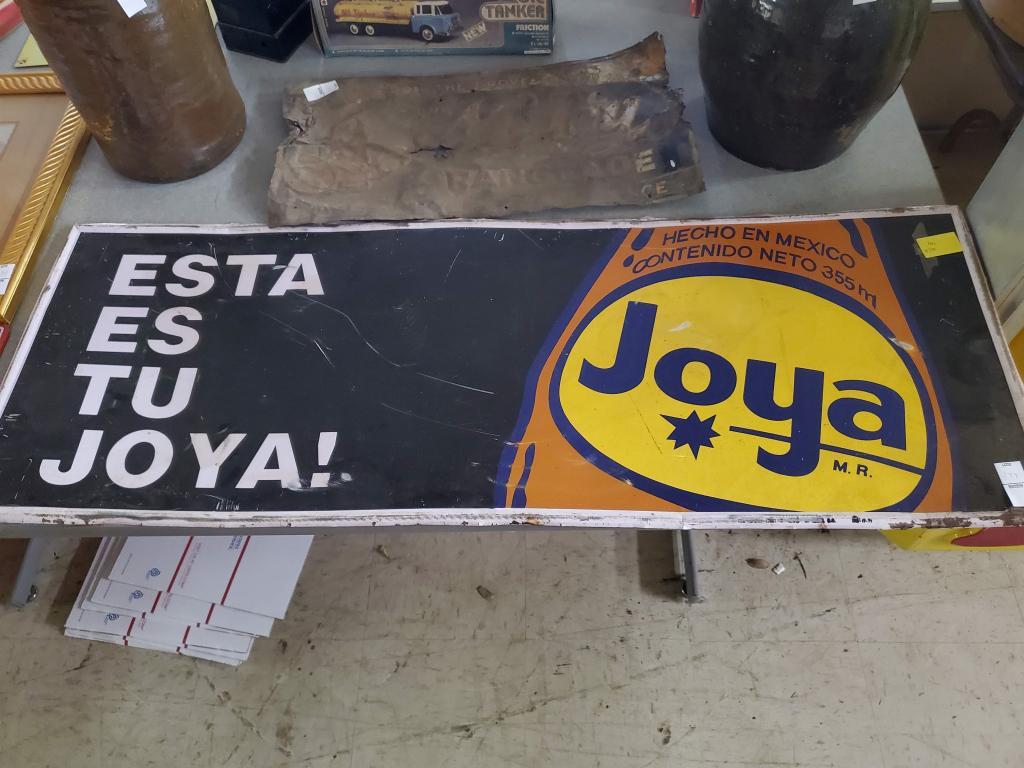 TANKER
FRICTION
NEW
ESTA
ES
TU
JOYA!
HECHO EN MEXICO
CONTENIDO NETO 355 ml
Joya
M. R.